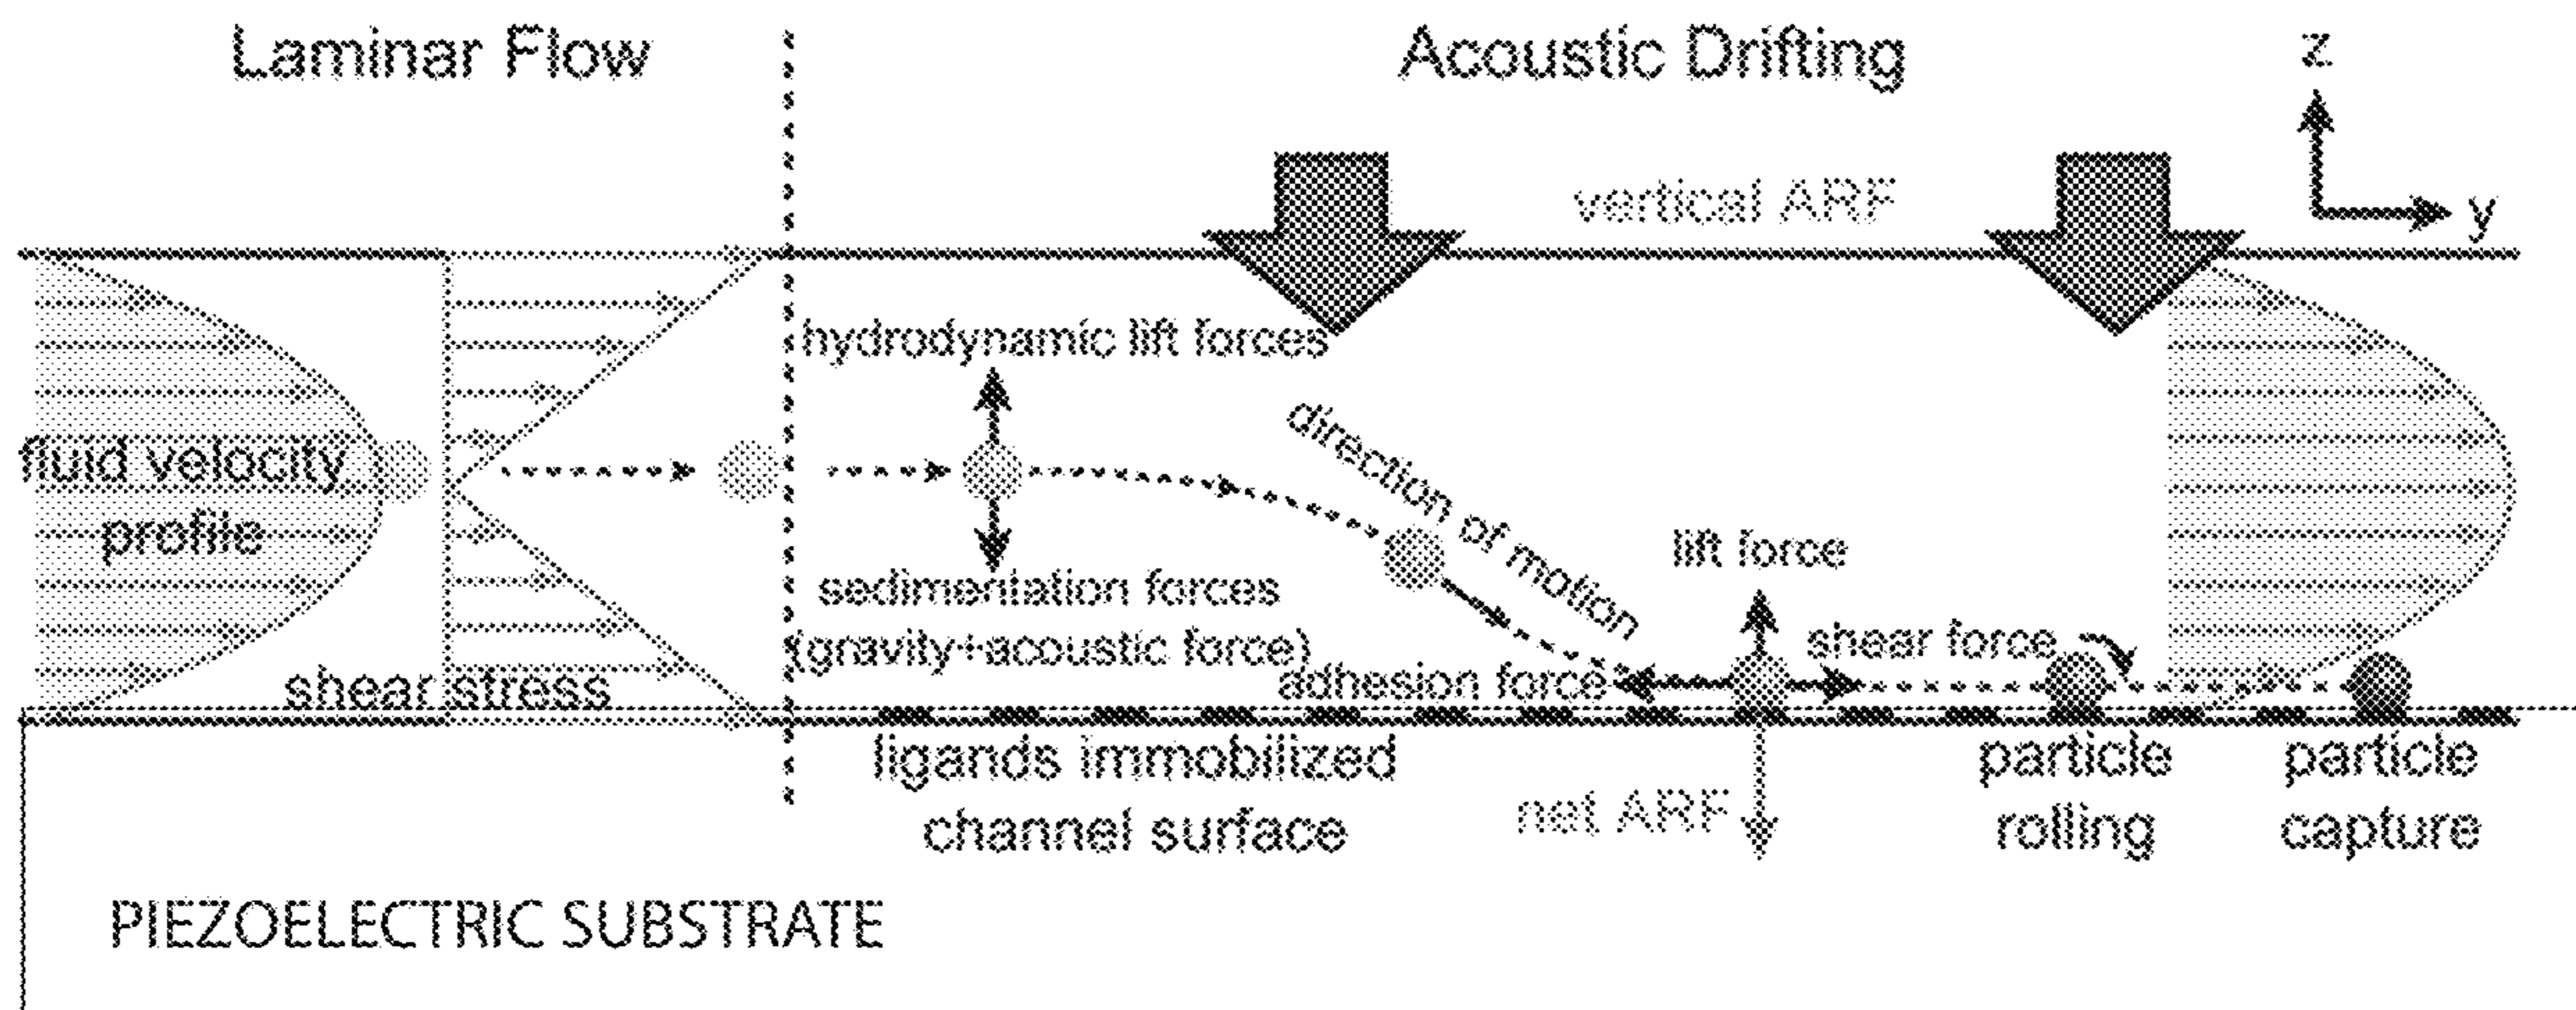 Laminar Flow
Acoustic Drifting
z
vertical ARF
y
hydrodynamic lift forces
direction of motion
fluid velocity
profile
lift force
sedimentation forces
(gravity+acoustic force)
shear force
adhesion force
shear stress
ligands immobilized
channel surface
net ARF
particle
rolling
particle
capture
PIEZOELECTRIC SUBSTRATE